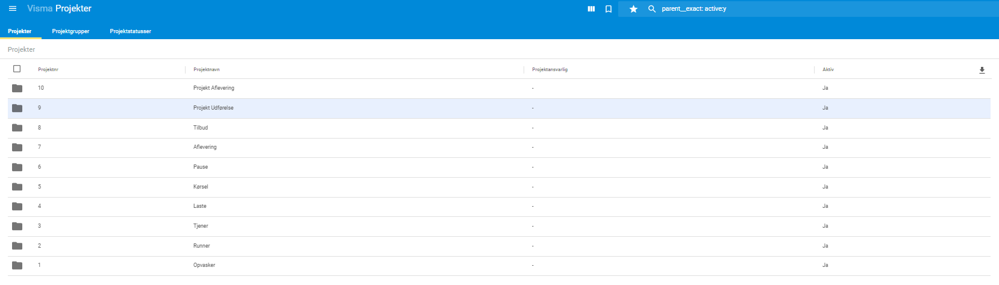 Visma Projekter
parent__exact: active:y
Projekter Projektgrupper Projektstatusser
Projekter
Projektnr Projektnavn Projektansvarlig Aktiv
10 Projekt Aflevering - Ja
9 Projekt Udførelse - Ja
8 Tilbud - Ja
7 Aflevering - Ja
6 Pause - Ja
5 Kørsel - Ja
4 Laste - Ja
3 Tjener - Ja
2 Runner - Ja
1 Opvasker - Ja